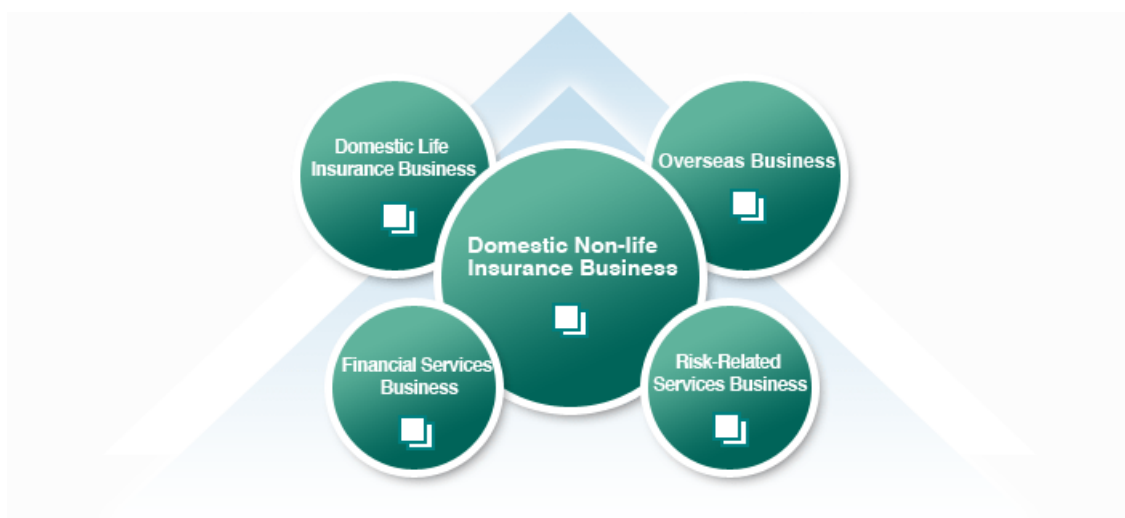 Domestic Life
Insurance Business
Overseas Business
Domestic Non-life
Insurance Business
Financial Services
Business
Risk-Related
Services Business